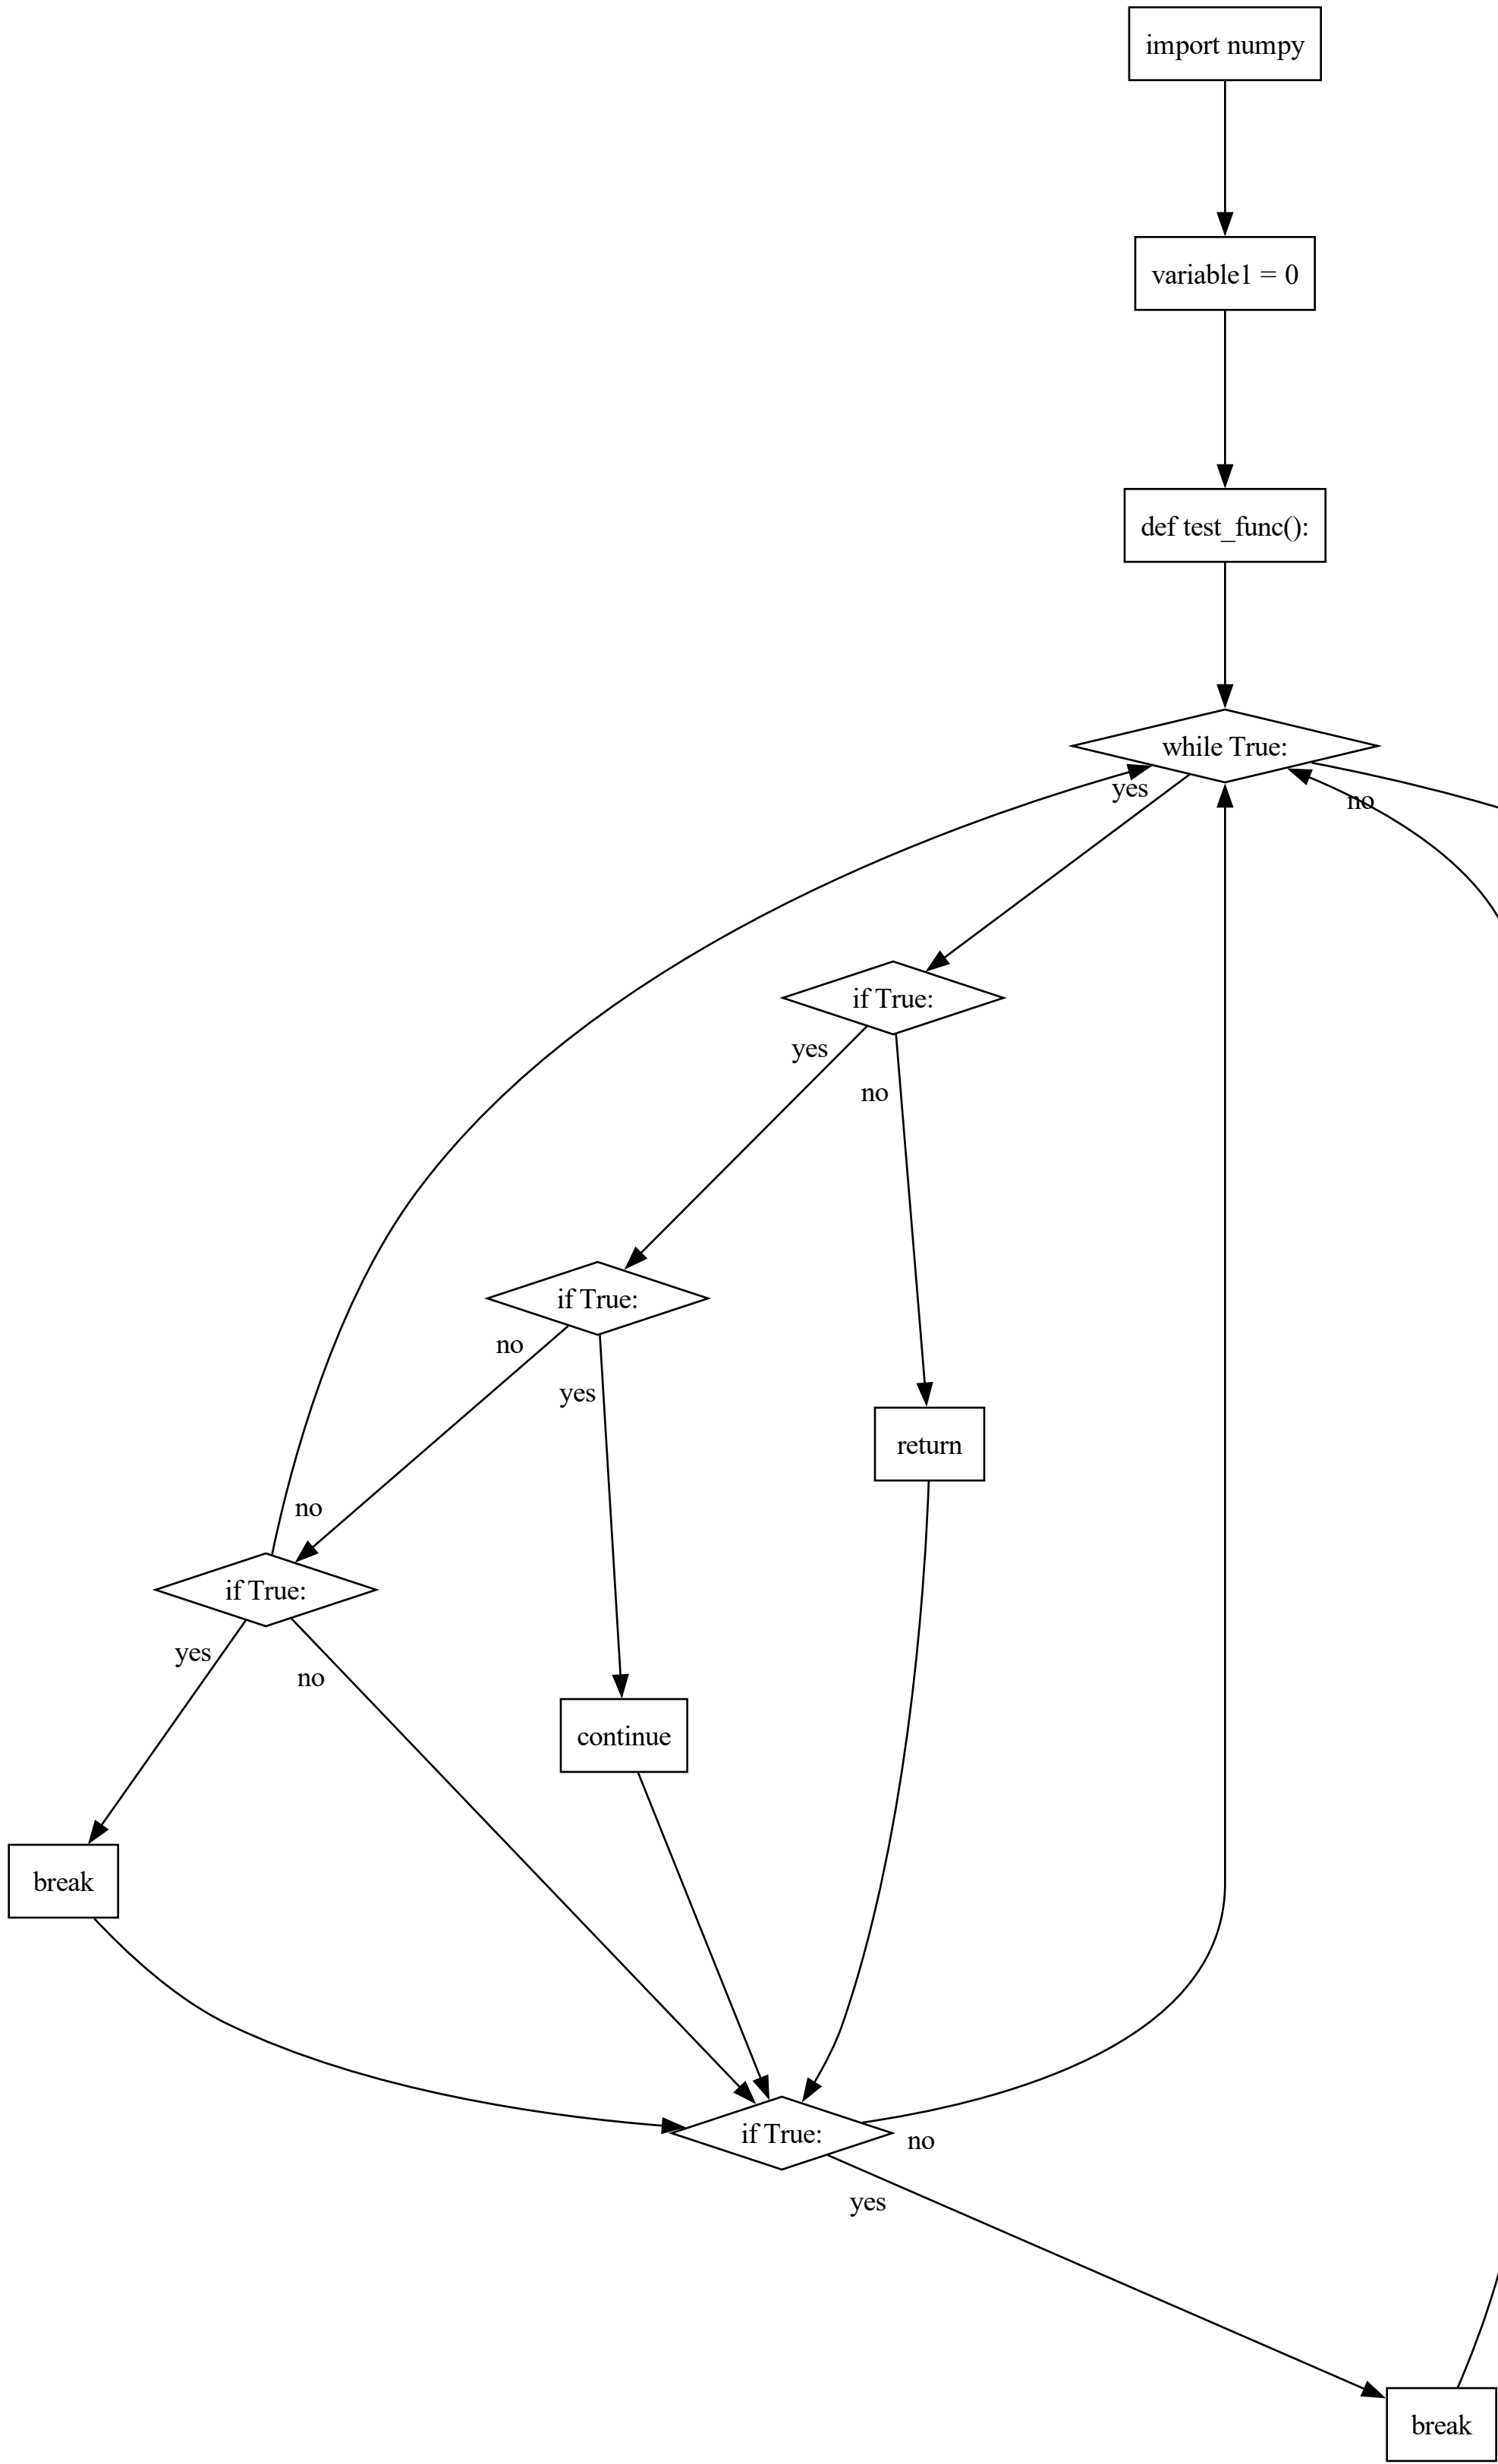 import numpy
variable1 = 0
def test_func():
while True:
yes
no
if True:
yes
no
if True:
no
yes
return
no
if True:
yes
no
continue
break
if True:
no
yes
break